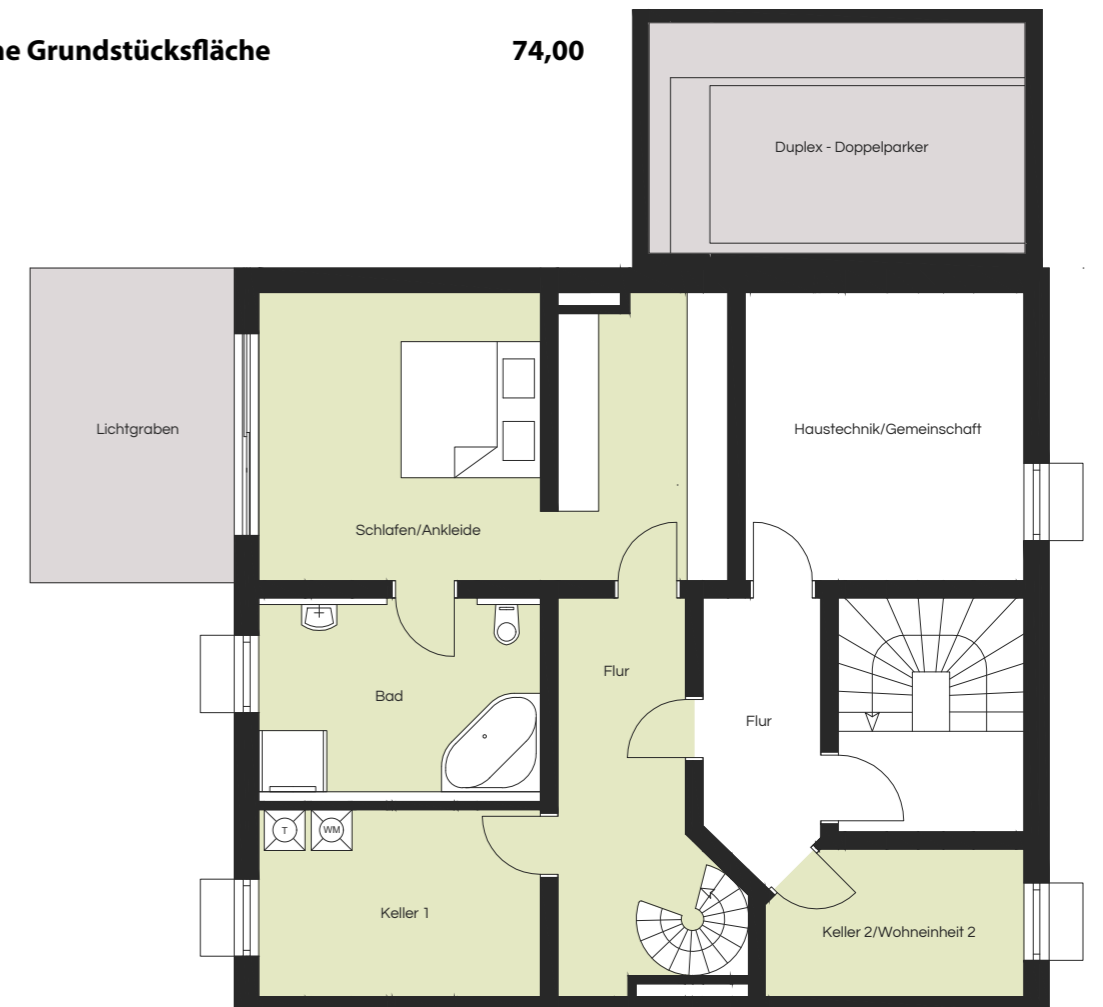 ne Grundstücksfläche 74,00
Duplex - Doppelparker
Lichtgraben
Haustechnik/Gemeinschaft
Schlafen/Ankleide
Flur
Bad
Flur
T WM
Keller 1
Keller 2/Wohneinheit 2